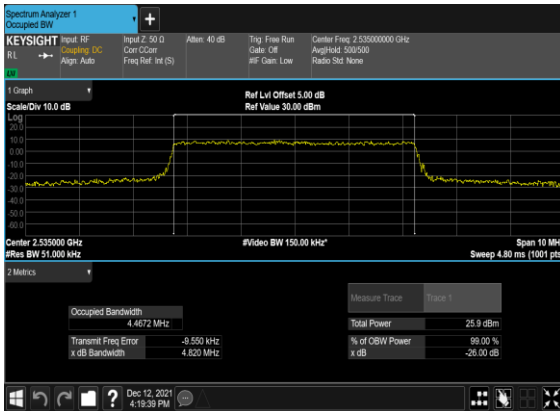 Spectrum Analyzer 1
Occupied BW
+
KEYSIGHT
RL
Input: RF
Coupling: DC
Align: Auto
Input Z: 50 Ω
Corr CCorr
Freq Ref: Int (S)
Atten: 40 dB
Trig: Free Run
Gate: Off
#IF Gain: Low
Center Freq: 2.535000000 GHz
Avg|Hold: 500/500
Radio Std: None
1 Graph
Scale/Div 10.0 dB
Ref Lvl Offset 5.00 dB
Ref Value 30.00 dBm
Log
20.0
10.0
0.00
-10.0
-20.0
-30.0
-40.0
-50.0
-60.0
Center 2.535000 GHz
#Res BW 51.000 kHz
#Video BW 150.00 kHz*
Span 10 MH
Sweep 4.80 ms (1001 pts
2 Metrics
Measure Trace
Trace 1
Occupied Bandwidth
4.4672 MHz
Total Power
25.9 dBm
Transmit Freq Error
-9.550 kHz
% of OBW Power
99.00 %
x dB Bandwidth
4.820 MHz
x dB
-26.00 dB
?
Dec 12, 2021
4:19:39 PM